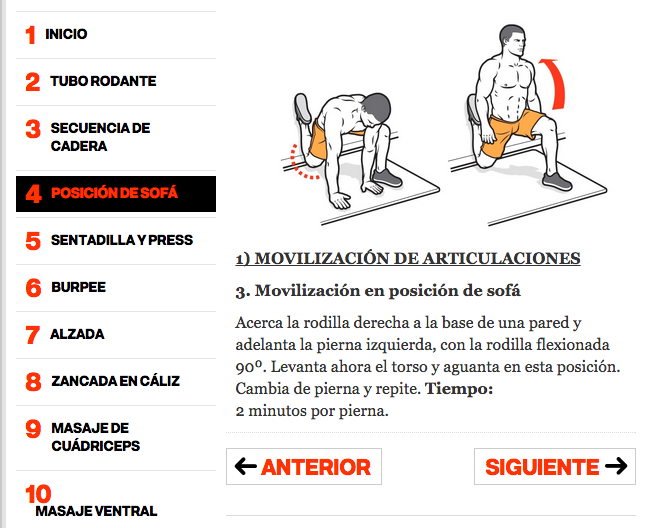 1 INICIO
2 TUBO RODANTE
3 SECUENCIA DE
CADERA
4 POSICIÓN DE SOFÁ
5 SENTADILLA Y PRESS
6 BURPEE
7 ALZADA
8 ZANCADA EN CÁLIZ
9 MASAJE DE
CUÁDRICEPS
10
MASAJE VENTRAL
1) MOVILIZACIÓN DE ARTICULACIONES
3. Movilización en posición de sofá
Acerca la rodilla derecha a la base de una pared y
adelanta la pierna izquierda, con la rodilla flexionada
90º. Levanta ahora el torso y aguanta en esta posición.
Cambia de pierna y repite. Tiempo:
2 minutos por pierna.
ANTERIOR
SIGUIENTE